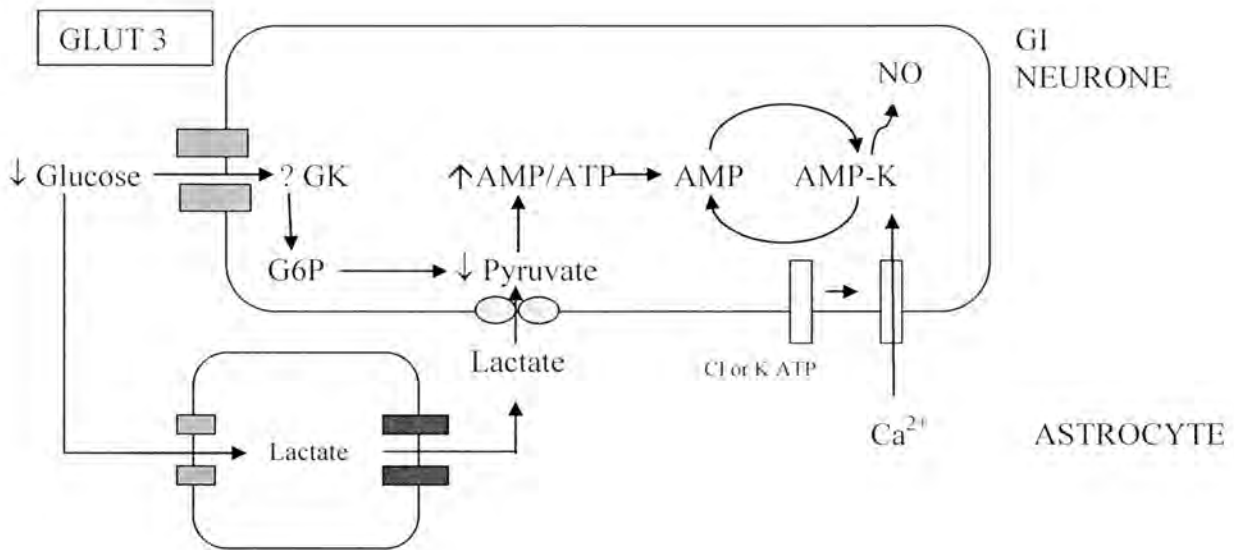 GLUT 3
GI
NEURONE
NO
↓ Glucose
? GK
↑AMP/ATP
AMP
AMP-K
G6P
↓ Pyruvate
Lactate
Cl or K ATP
Ca²⁺
ASTROCYTE
Lactate